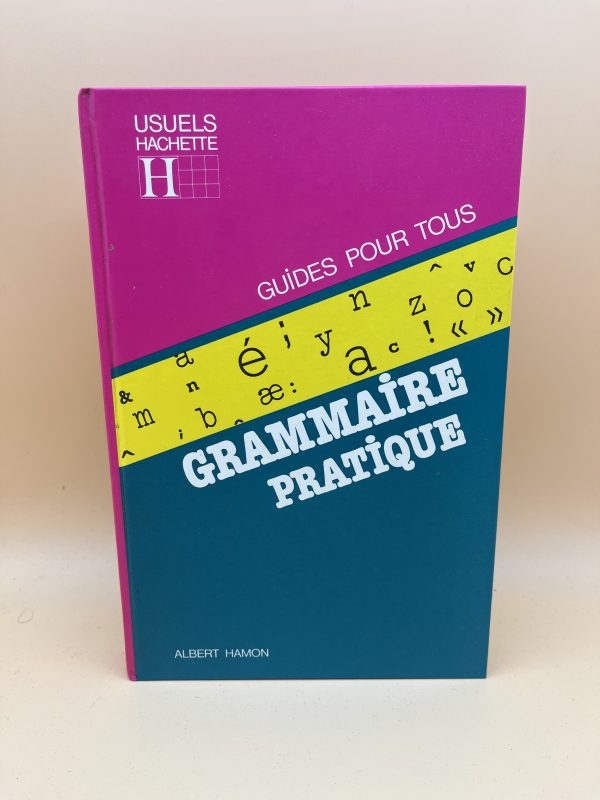 USUELS
HACHETTE
H
GUiDES POUR TOUS
a é ; y n ^ z v o C
& m n ¡ b æ : a c ! « »
^ ;
GRAMMAiRE
PRATiQUE
ALBERT HAMON